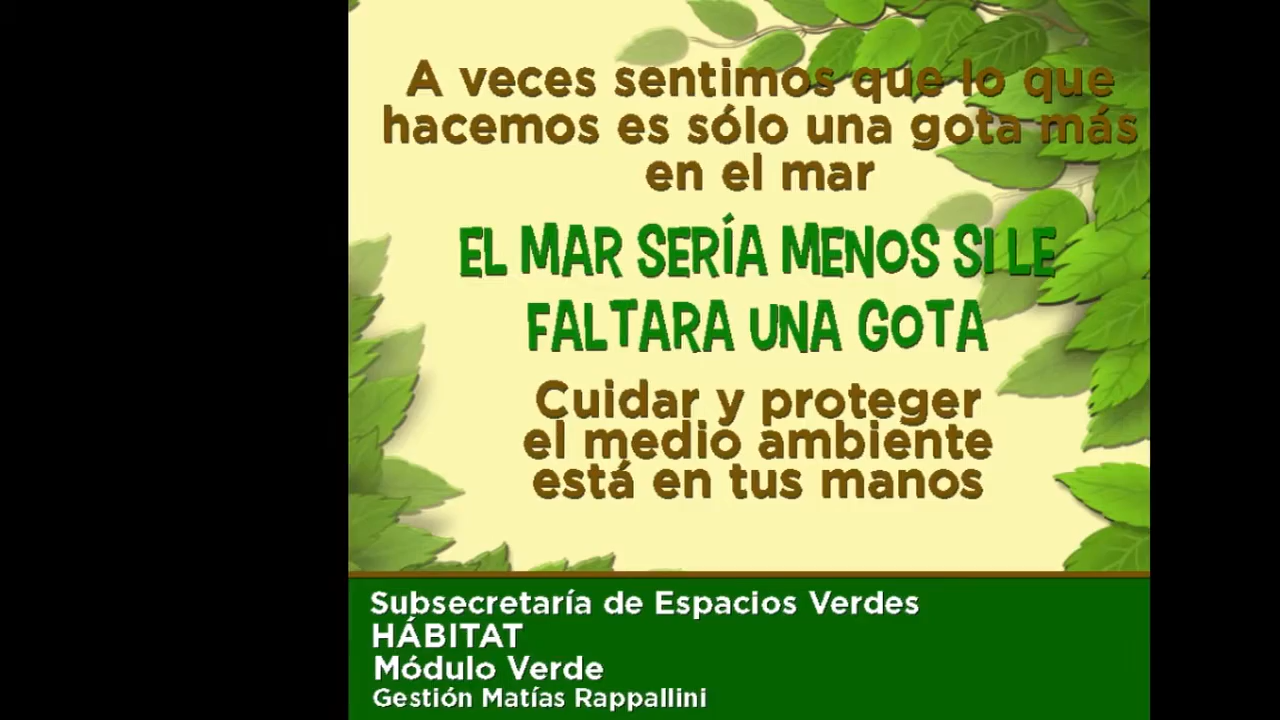 A veces sentimos que lo que
hacemos es sólo una gota más
en el mar
EL MAR SERÍA MENOS SI LE
FALTARA UNA GOTA
Cuidar y proteger
el medio ambiente
está en tus manos
Subsecretaría de Espacios Verdes
HÁBITAT
Módulo Verde
Gestión Matías Rappallini